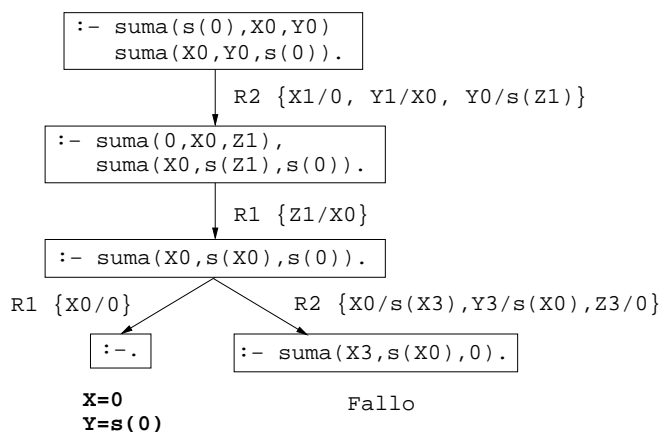 :- suma(s(0),X0,Y0)
suma(X0,Y0,s(0)).
R2 {X1/0, Y1/X0, Y0/s(Z1)}
:- suma(0,X0,Z1),
suma(X0,s(Z1),s(0)).
R1 {Z1/X0}
:- suma(X0,s(X0),s(0)).
R1 {X0/0}
R2 {X0/s(X3),Y3/s(X0),Z3/0}
:-.
:- suma(X3,s(X0),0).
X=0
Y=s(0)
Fallo